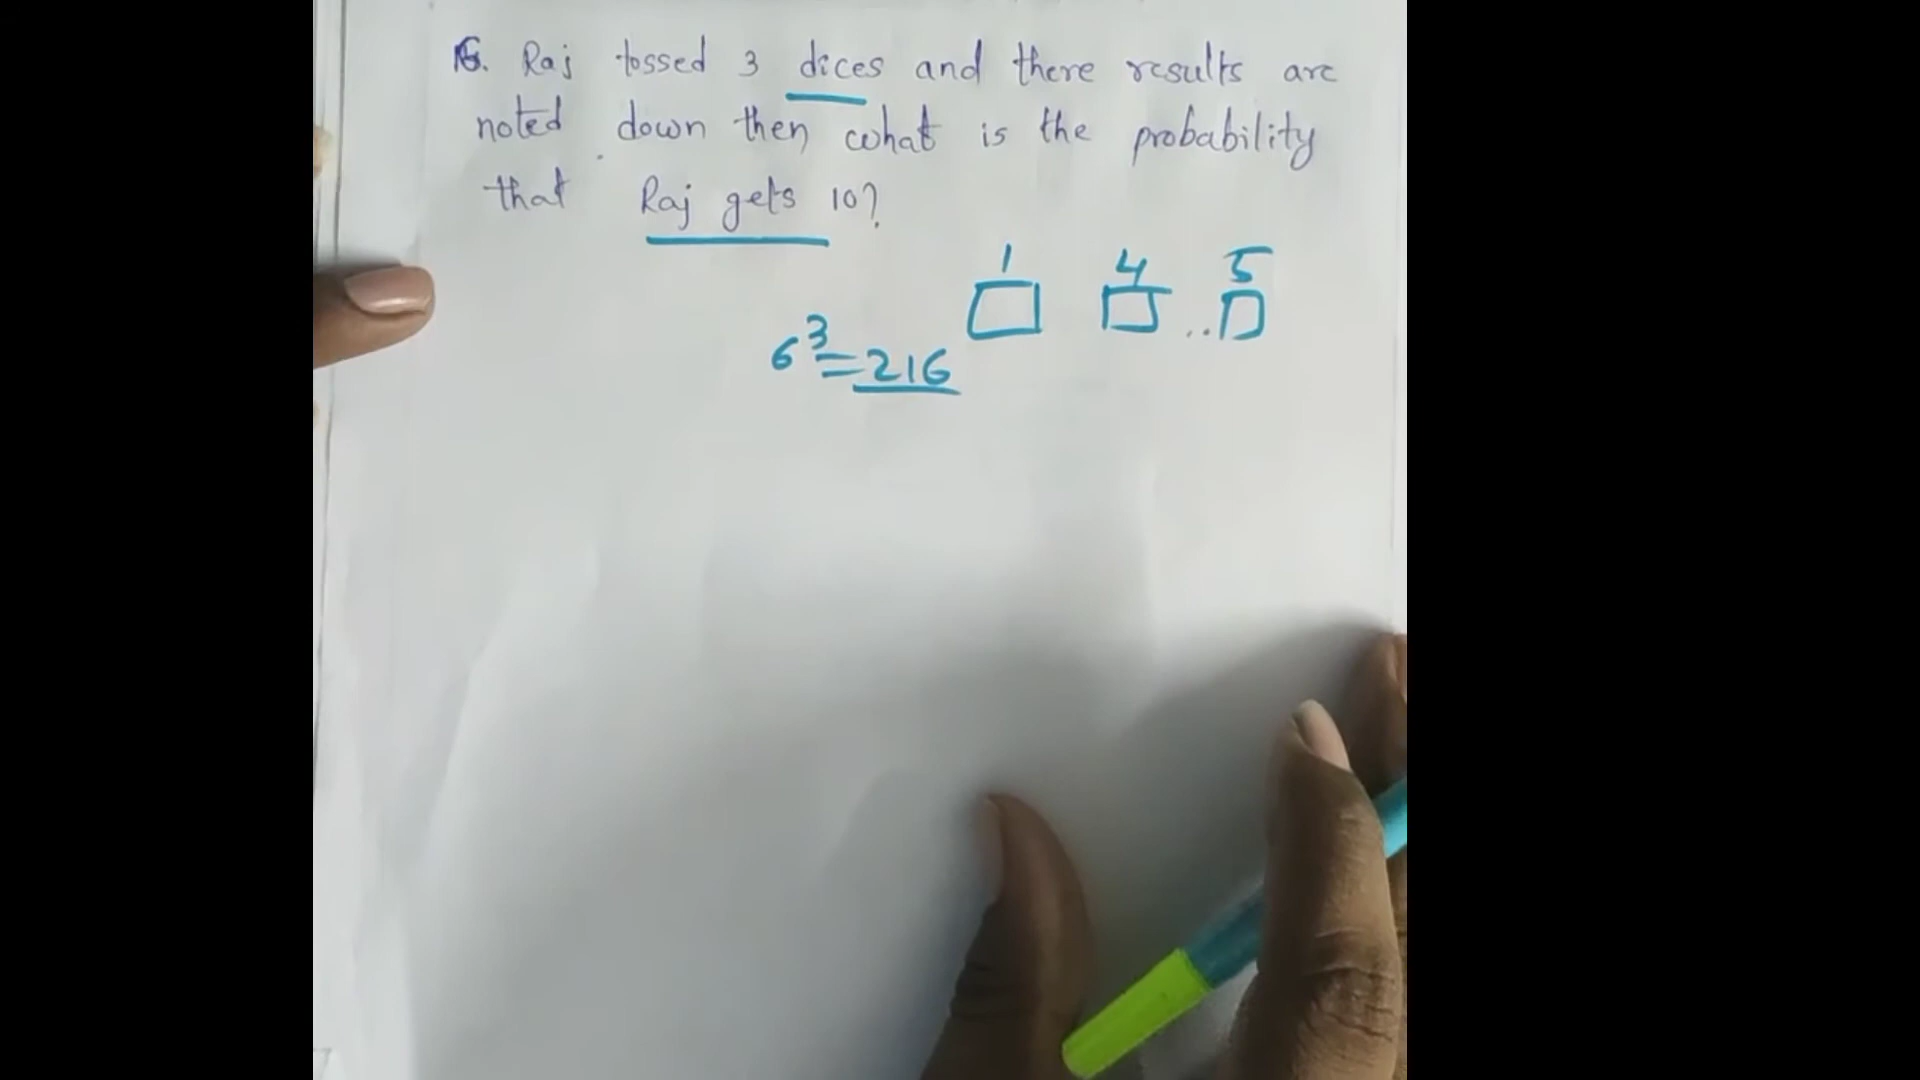 6. Raj tossed 3 dices and there results are
noted down then what is the probability
that Raj gets 10?
1 4 5
6³=216